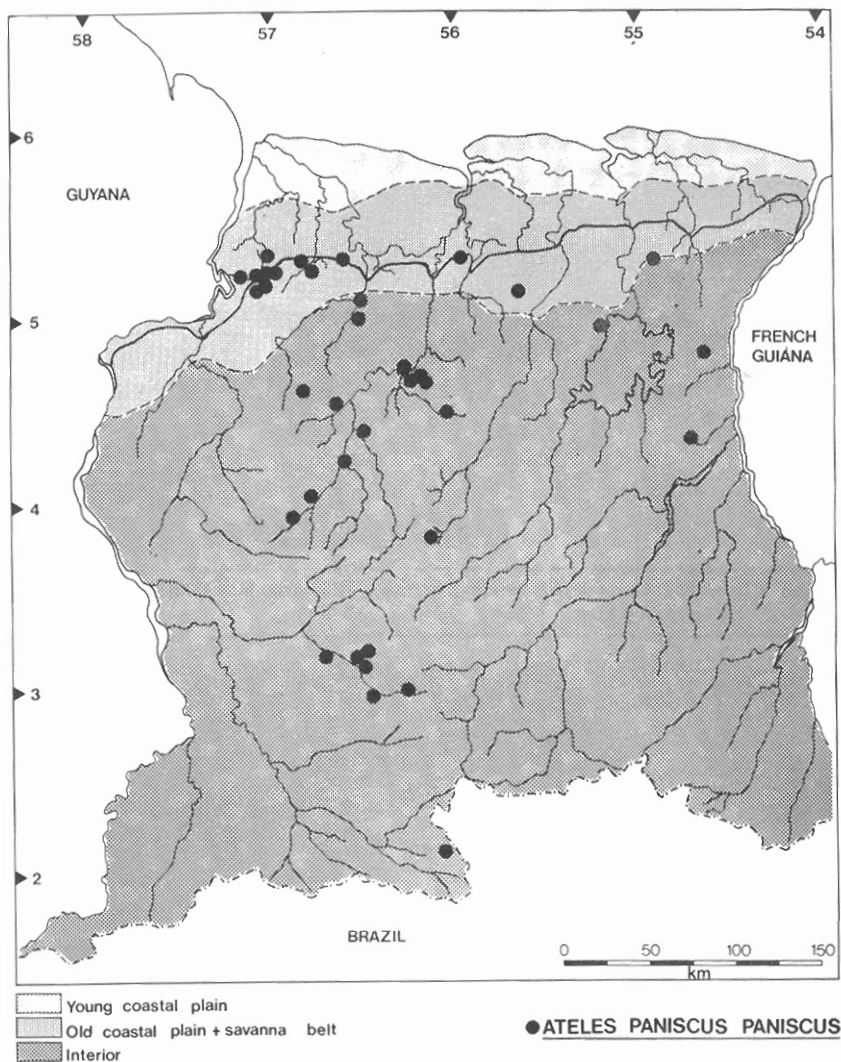 58 57 56 55 54
6
GUYANA
5
FRENCH
GUIÁNA
4
3
2
BRAZIL
0 50 100 150
km
Young coastal plain
Old coastal plain + savanna belt
Interior
ATELES PANISCUS PANISCUS